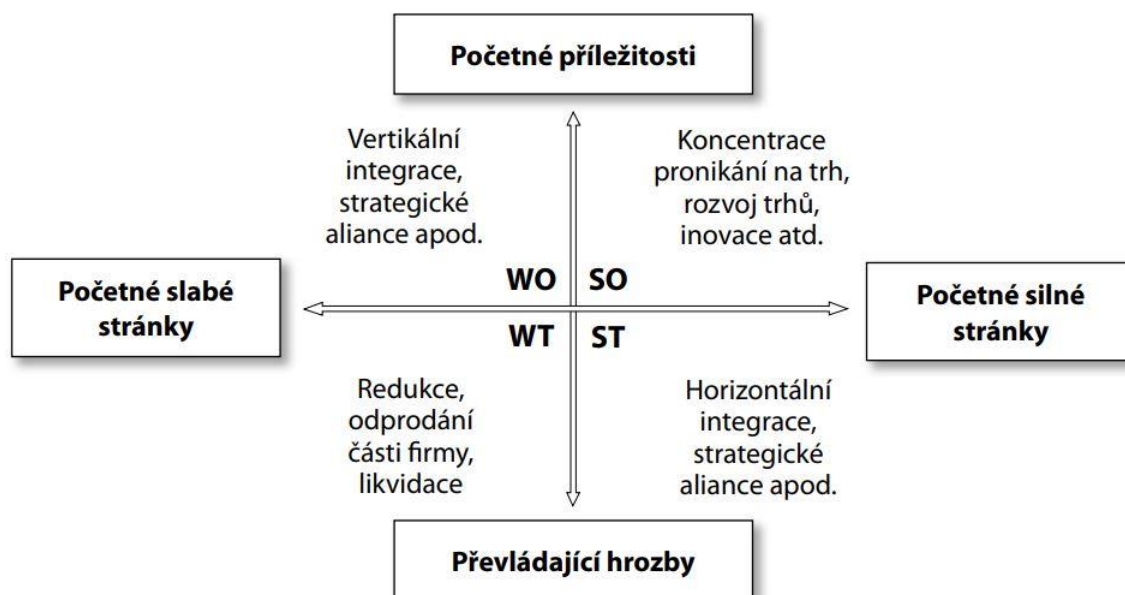 Početné příležitosti
Vertikální
integrace,
strategické
aliance apod.
Koncentrace
pronikání na trh,
rozvoj trhů,
inovace atd.
WO
SO
Početné slabé
stránky
Početné silné
stránky
WT
ST
Redukce,
odprodání
části firmy,
likvidace
Horizontální
integrace,
strategické
aliance apod.
Převládající hrozby